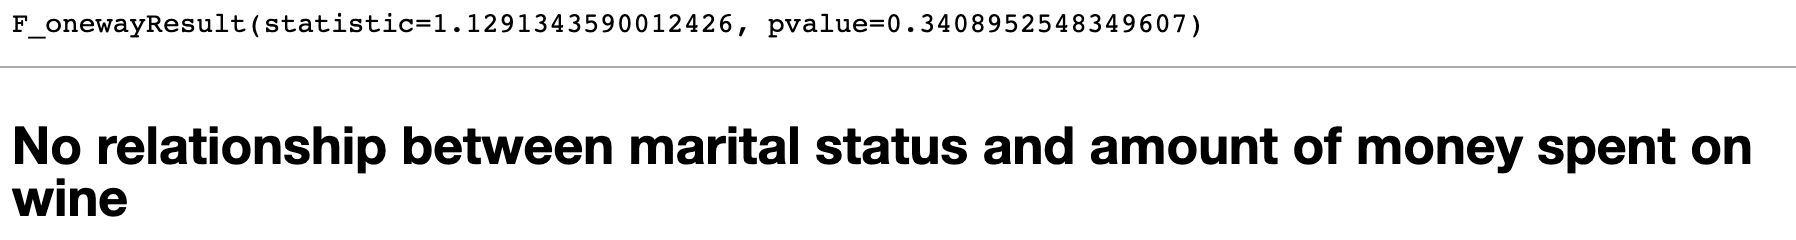 F_onewayResult(statistic=1.1291343590012426, pvalue=0.3408952548349607)
No relationship between marital status and amount of money spent on
wine